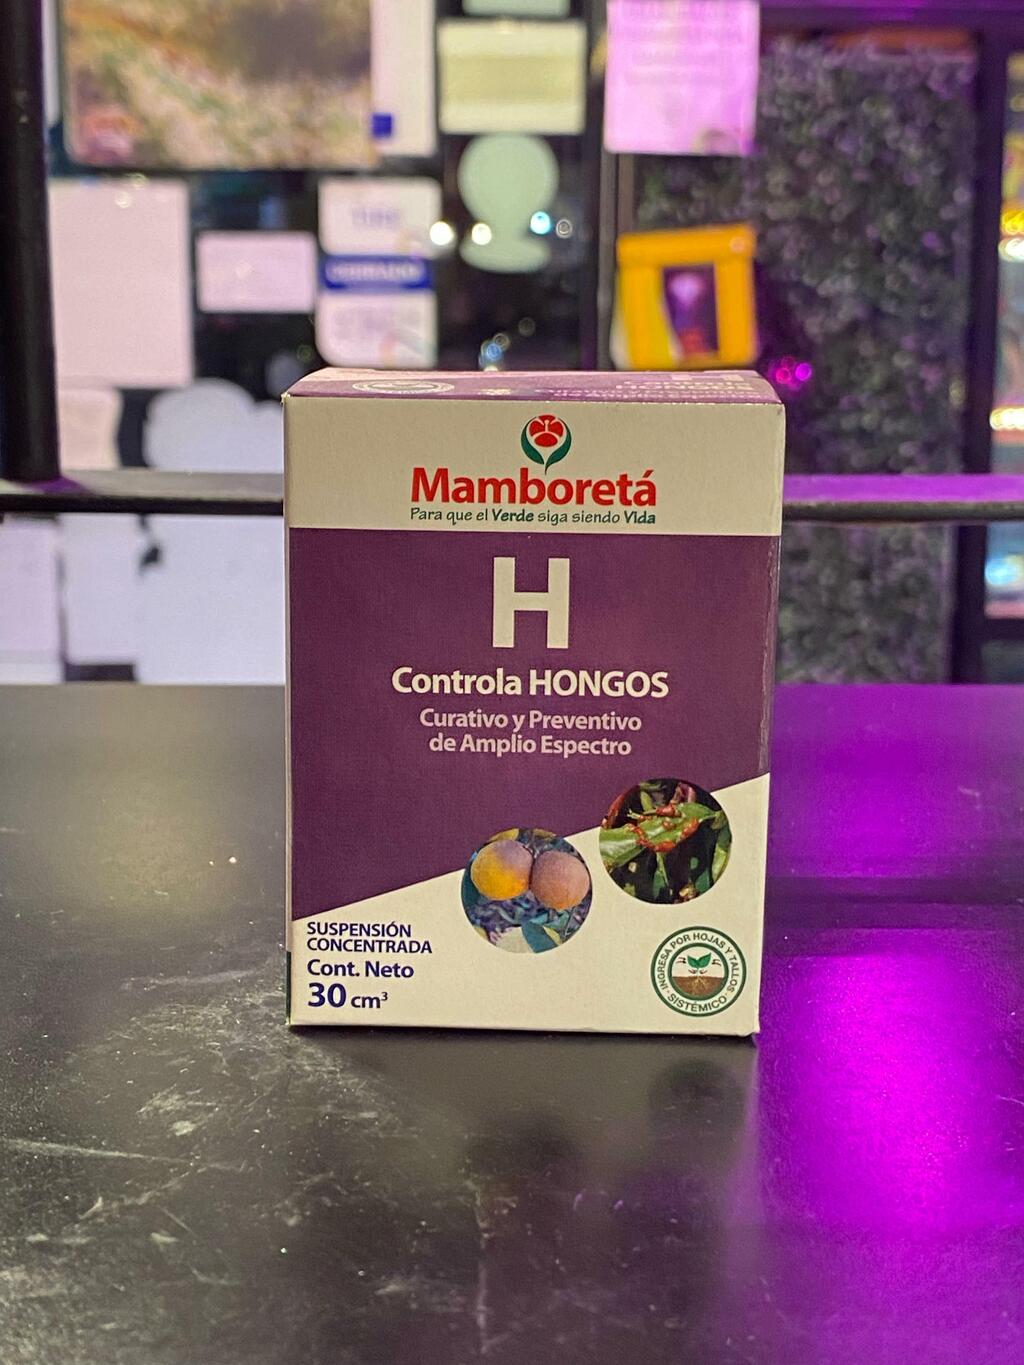 Mamboretá
Para que el Verde siga siendo Vida
H
Controla HONGOS
Curativo y Preventivo
de Amplio Espectro
SUSPENSIÓN
CONCENTRADA
Cont. Neto
30 cm³
INGRESA POR HOJAS Y TALLOS
SISTÉMICO